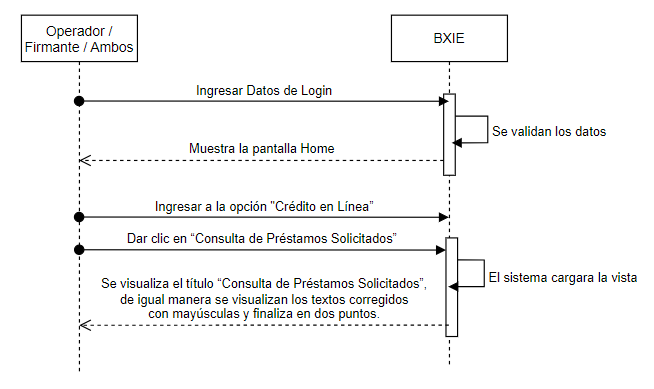 Operador /
Firmante / Ambos
BXIE
Ingresar Datos de Login
Se validan los datos
Muestra la pantalla Home
Ingresar a la opción "Crédito en Línea”
Dar clic en “Consulta de Préstamos Solicitados”
El sistema cargara la vista
Se visualiza el título “Consulta de Préstamos Solicitados”,
de igual manera se visualizan los textos corregidos
con mayúsculas y finaliza en dos puntos.